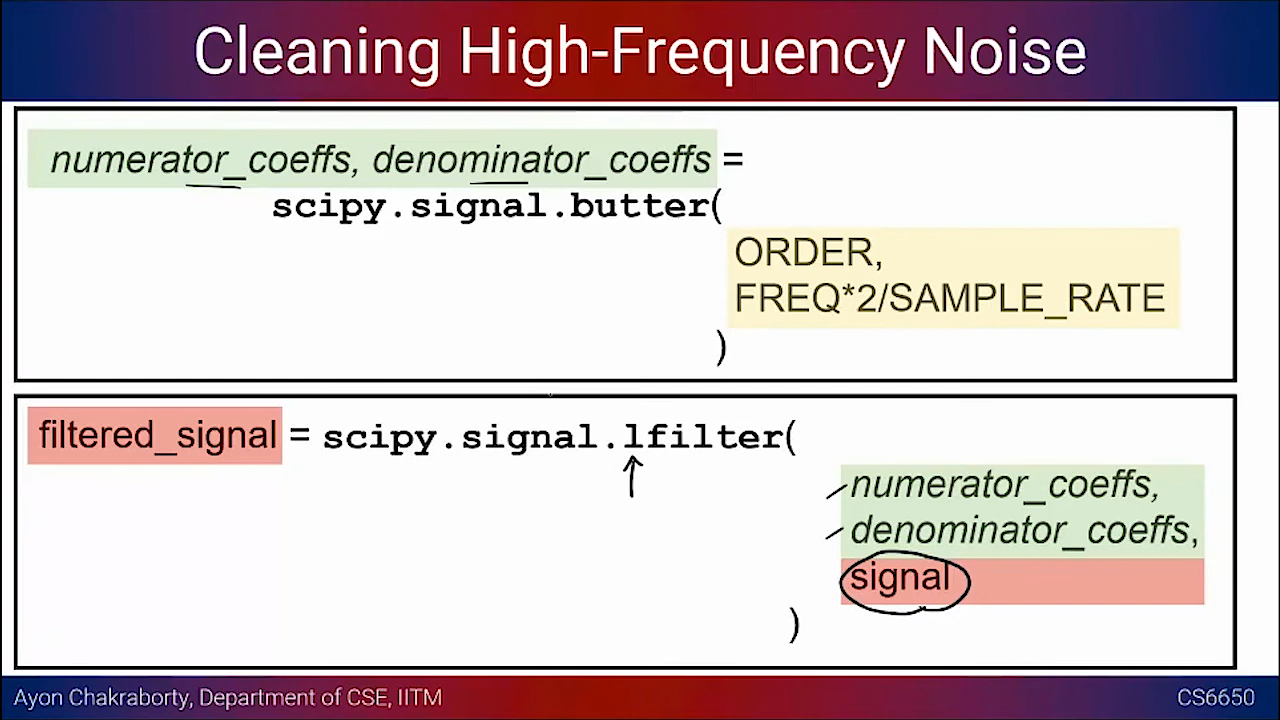 Cleaning High-Frequency Noise
numerator_coeffs, denominator_coeffs =
scipy.signal.butter(
ORDER,
FREQ*2/SAMPLE_RATE
)
filtered_signal = scipy.signal.lfilter(
numerator_coeffs,
denominator_coeffs,
signal
)
Ayon Chakraborty, Department of CSE, IITM
CS6650